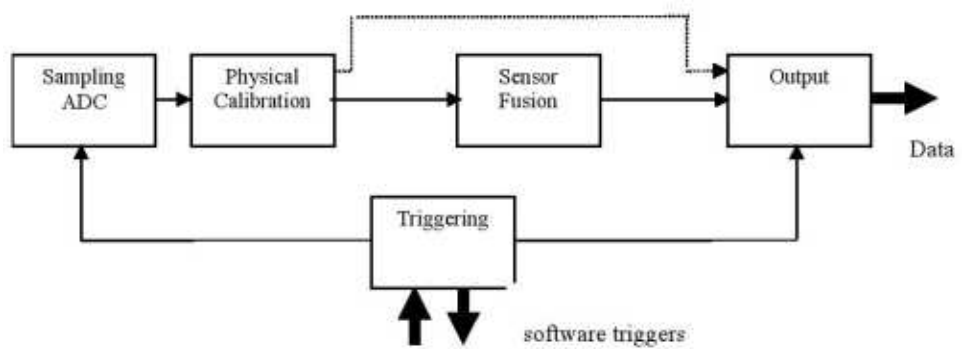 Sampling
ADC
Physical
Calibration
Sensor
Fusion
Output
Data
Triggering
software triggers